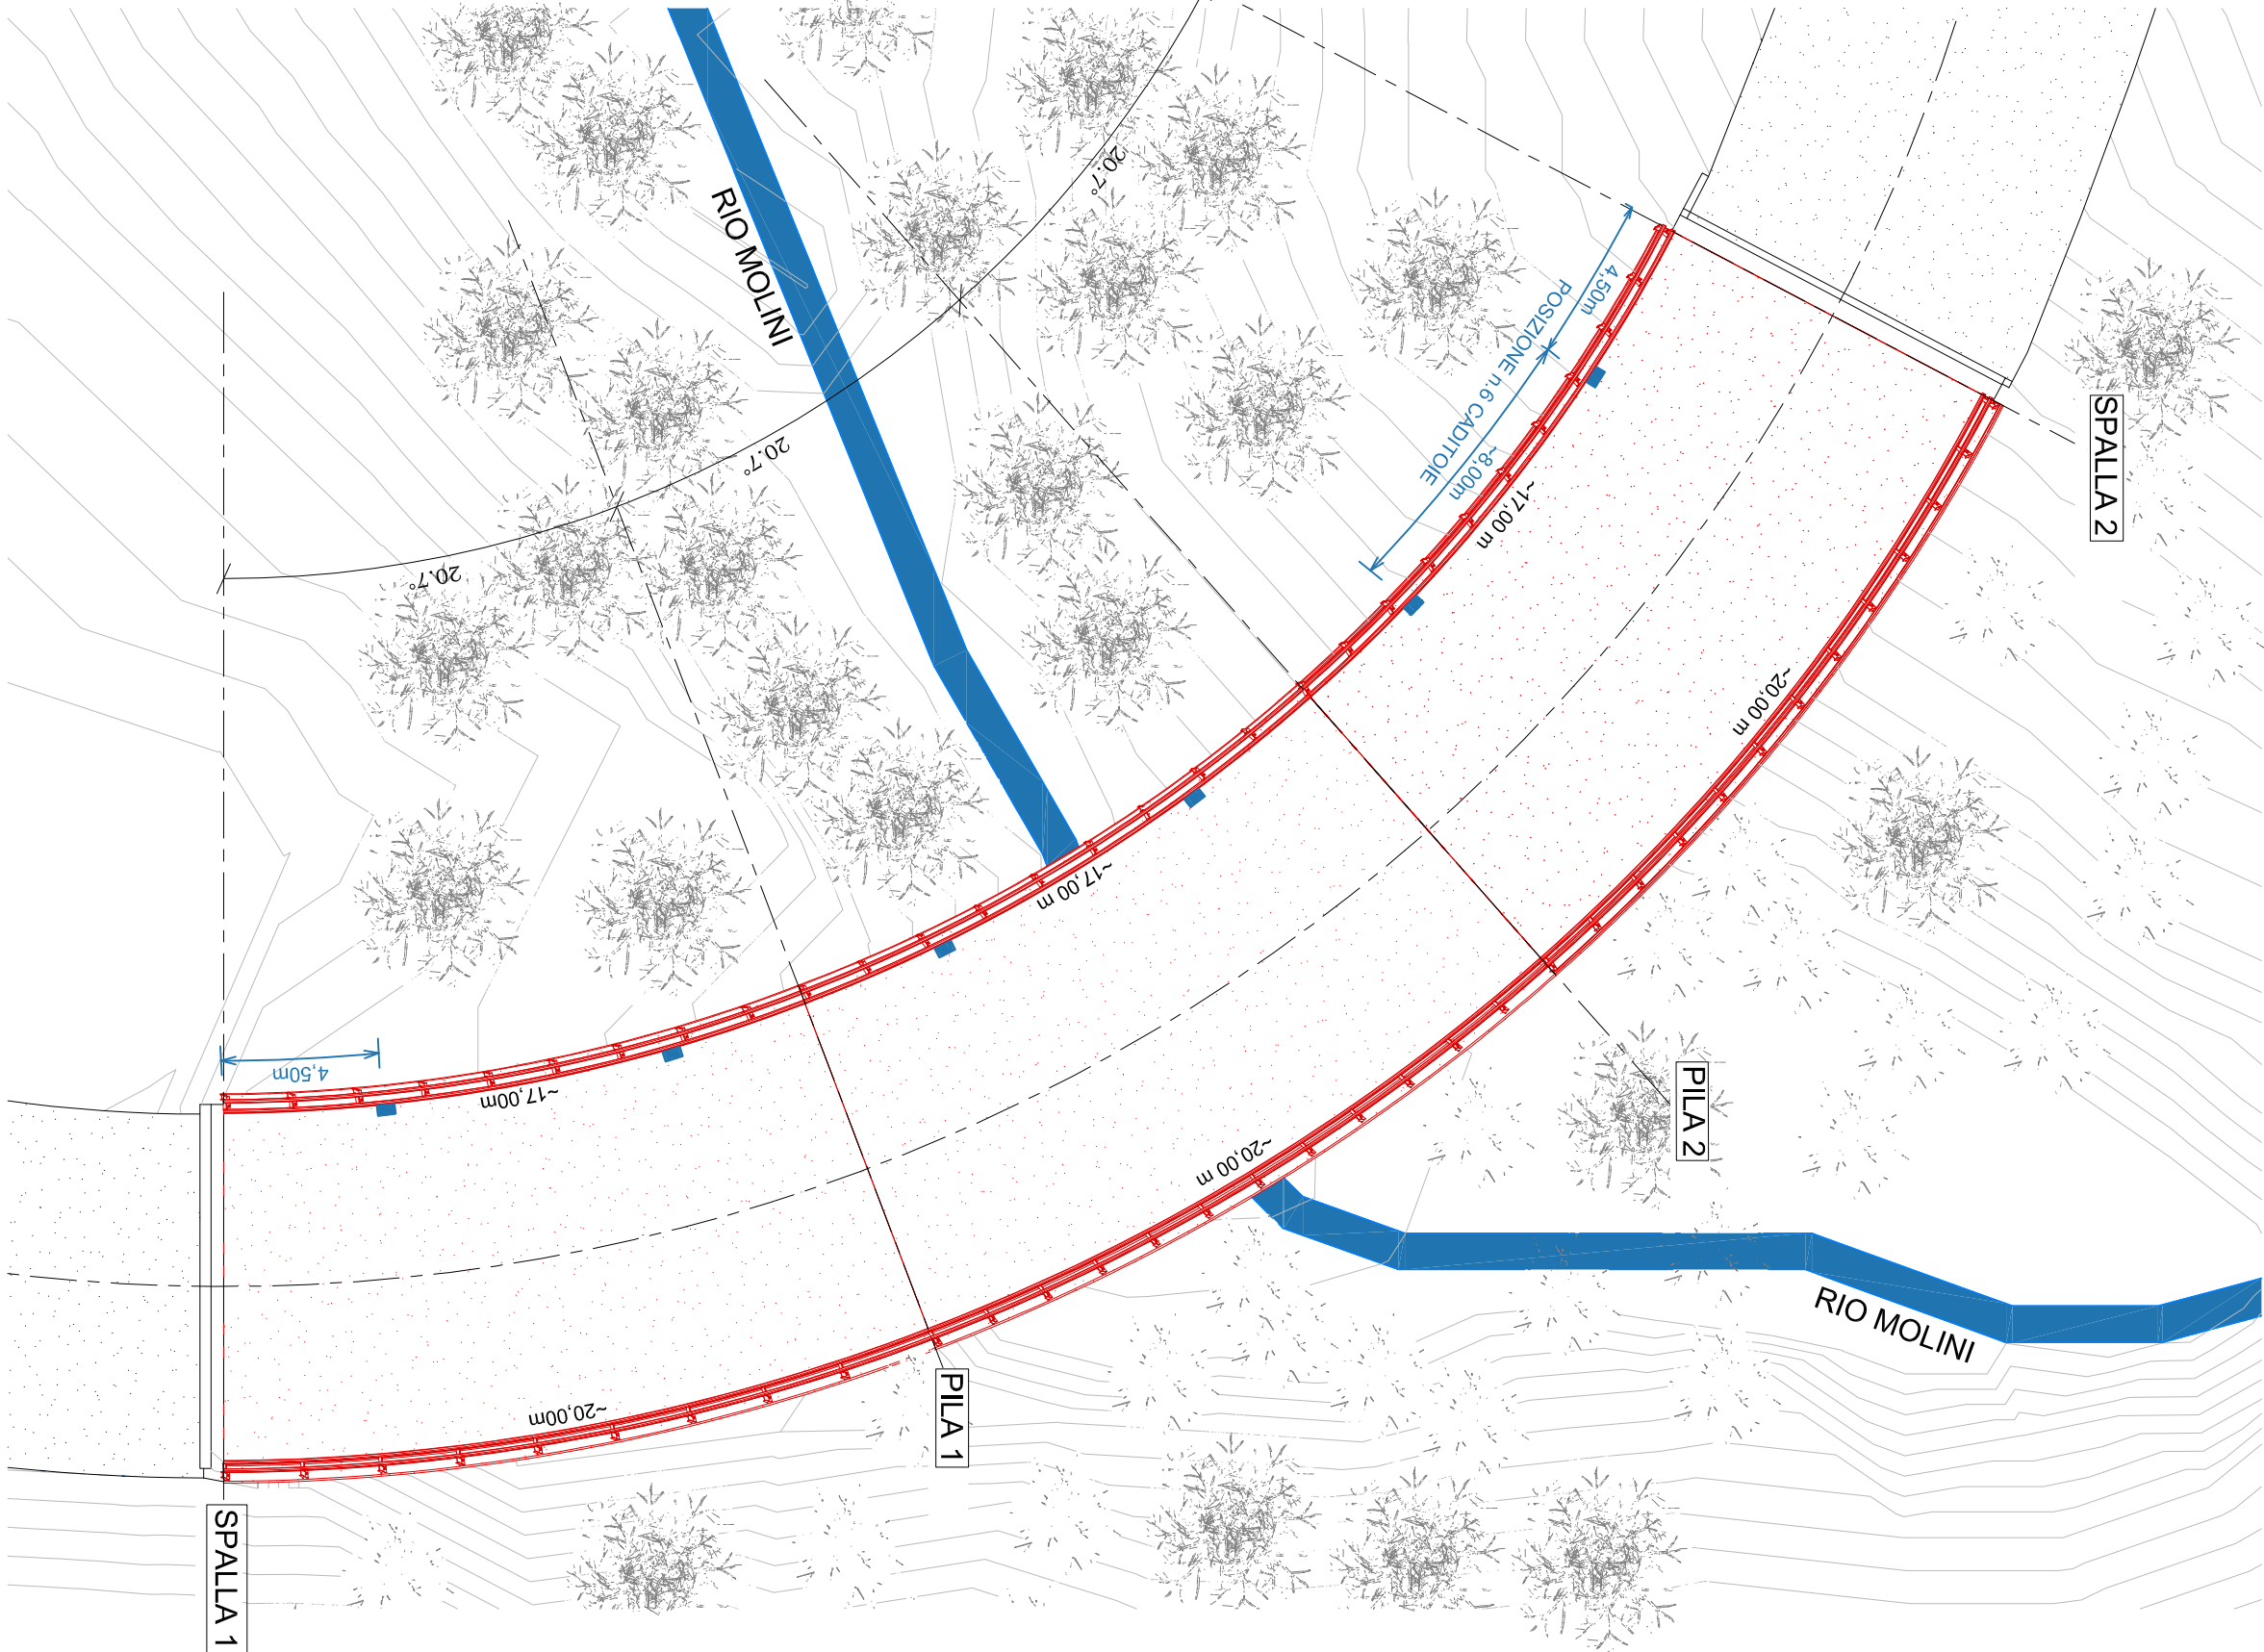 20.7°
RIO MOLINI
4,50m
POSIZIONE n.6 CADITOIE
~8,00m
~17,00 m
SPALLA 2
20.7°
20.7°
~20,00 m
~17,00 m
4,50m
~17,00m
PILA 2
~20,00 m
RIO MOLINI
~20,00m
PILA 1
SPALLA 1